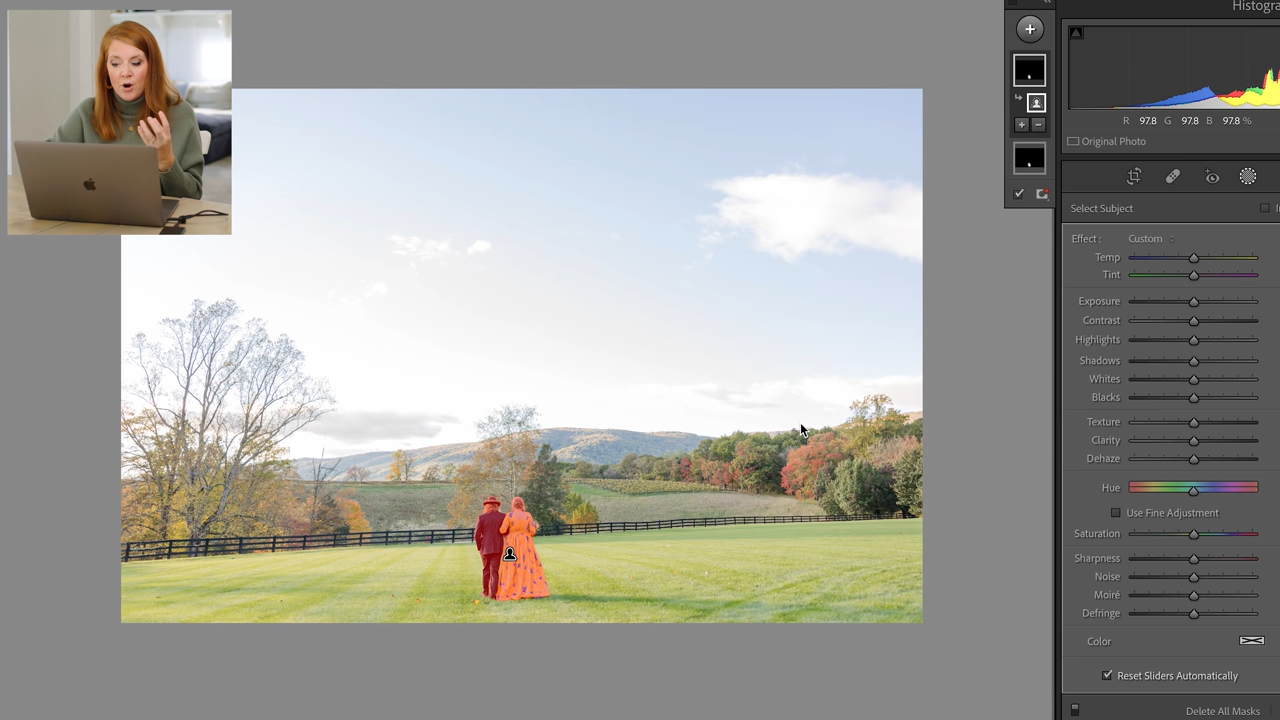 Histogra
R 97.8 G 97.8 B 97.8 %
Original Photo
Select Subject
Effect : Custom
Temp
Tint
Exposure
Contrast
Highlights
Shadows
Whites
Blacks
Texture
Clarity
Dehaze
Hue
Use Fine Adjustment
Saturation
Sharpness
Noise
Moiré
Defringe
Color
Reset Sliders Automatically
Delete All Masks